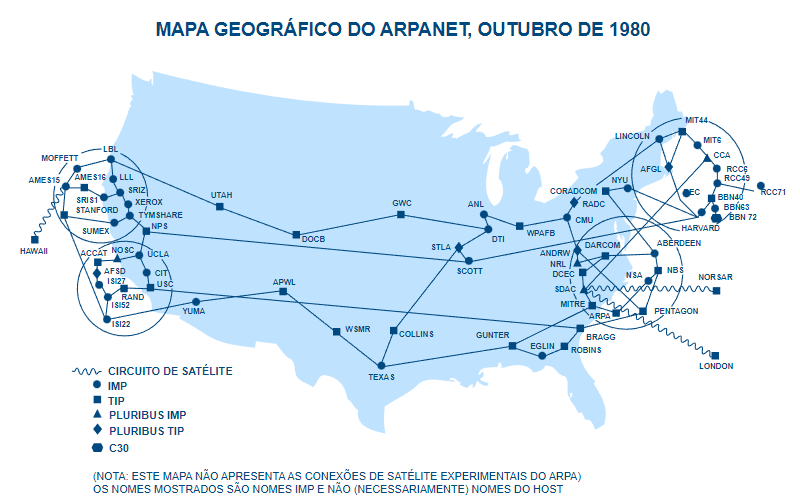 MAPA GEOGRÁFICO DO ARPANET, OUTUBRO DE 1980
MOFFETT
LBL
AMES15
AMES16
LLL
SRIZ
SRIS1
XEROX
STANFORD
TYMSHARE
SUMEX
NPS
HAWAII
ACCAT
NOSC
UCLA
AFSD
CIT
ISI27
RAND
USC
ISI52
ISI22
YUMA
UTAH
DOCB
GWC
APWL
WSMR
TEXAS
COLLINS
STLA
SCOTT
ANL
DTI
WPAFB
GUNTER
EGLIN
ROBINS
BRAGG
LINCOLN
MIT44
MIT6
CCA
RCC5
RCC49
RCC71
AFGL
NYU
CORADCOM
RADC
CMU
BBN40
BBN63
BBN 72
HARVARD
ABERDEEN
ANDRW
DARCOM
NRL
DCEC
SDAC
NSA
NBS
NORSAR
MITRE
ARPA
PENTAGON
LONDON
CIRCUITO DE SATÉLITE
IMP
TIP
PLURIBUS IMP
PLURIBUS TIP
C30
(NOTA: ESTE MAPA NÃO APRESENTA AS CONEXÕES DE SATÉLITE EXPERIMENTAIS DO ARPA)
OS NOMES MOSTRADOS SÃO NOMES IMP E NÃO (NECESSARIAMENTE) NOMES DO HOST